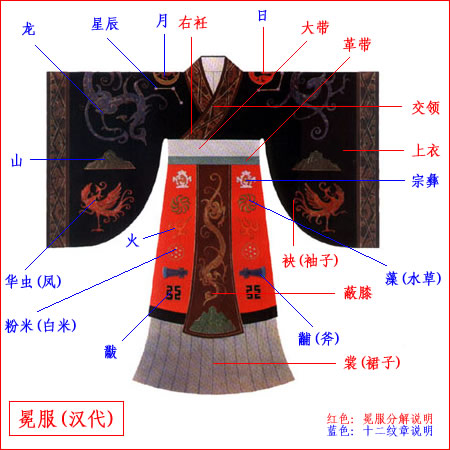 龙
星辰
月
右衽
日
大带
革带
交领
上衣
山
宗彝
火
袂(袖子)
华虫(凤)
藻(水草)
粉米(白米)
蔽膝
黻
黼(斧)
裳(裙子)
冕服(汉代)
红色: 冕服分解说明
蓝色: 十二纹章说明